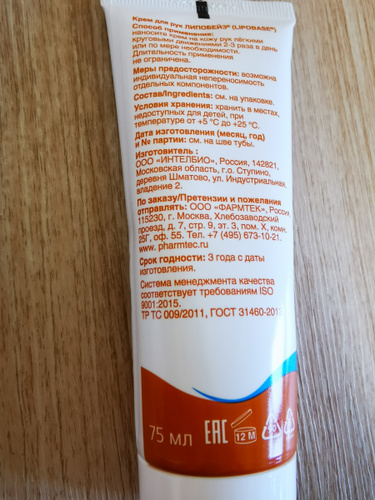 Крем для рук ЛИПОБЕЙЗ® (LIPOBASE®)
Способ применения:
наносите крем на кожу рук лёгкими
круговыми движениями 2-3 раза в день
или по мере необходимости.
Длительность применения
не ограничена.
Меры предосторожности: возможна
индивидуальная непереносимость
отдельных компонентов.
Состав/Ingredients: см. на упаковке.
Условия хранения: хранить в местах,
недоступных для детей, при
температуре от +5 °C до +25 °C.
Дата изготовления (месяц, год)
и № партии: см. на шве тубы.
Изготовитель:
ООО «ИНТЕЛБИО», Россия, 142821,
Московская область, г.о. Ступино,
деревня Шматово, ул. Индустриальная,
владение 2.
По заказу/Претензии и пожелания
отправлять: ООО «ФАРМТЕК», Россия,
115230, г. Москва, Хлебозаводский
проезд, д. 7, стр. 9, эт. 3, пом. X, комн.
25Г, оф. 55. Тел. +7 (495) 673-10-21.
www.pharmtec.ru
Срок годности: 3 года с даты
изготовления.
Система менеджмента качества
соответствует требованиям ISO
9001:2015.
ТР ТС 009/2011, ГОСТ 31460-2012
75 мл EAC 12 M